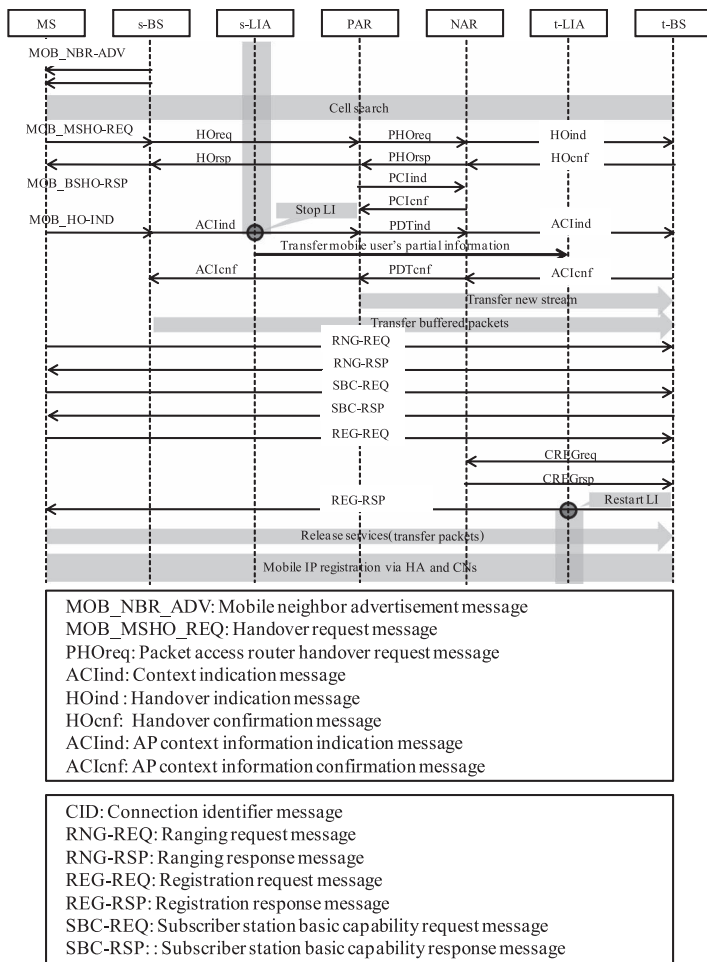 MS s-BS s-LIA PAR NAR t-LIA t-BS
MOB_NBR-ADV
Cell search
MOB_MSHO-REQ HOreq PHOreq HOind
HOrsp PHOrsp HOcnf
MOB_BSHO-RSP PCIind
Stop LI PCIcnf
MOB_HO-IND ACIind PDTind ACIind
Transfer mobile user's partial information
ACIcnf PDTcnf ACIcnf
Transfer new stream
Transfer buffered packets
RNG-REQ
RNG-RSP
SBC-REQ
SBC-RSP
REG-REQ
CREGreq
CREGrsp
REG-RSP Restart LI
Release services(transfer packets)
Mobile IP registration via HA and CNs
MOB_NBR_ADV: Mobile neighbor advertisement message
MOB_MSHO_REQ: Handover request message
PHOreq: Packet access router handover request message
ACIind: Context indication message
HOind : Handover indication message
HOcnf: Handover confirmation message
ACIind: AP context information indication message
ACIcnf: AP context information confirmation message
CID: Connection identifier message
RNG-REQ: Ranging request message
RNG-RSP: Ranging response message
REG-REQ: Registration request message
REG-RSP: Registration response message
SBC-REQ: Subscriber station basic capability request message
SBC-RSP: : Subscriber station basic capability response message